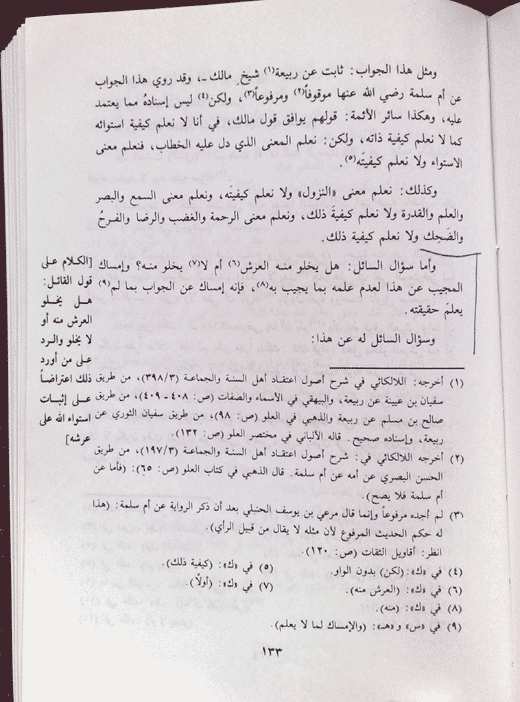 ومثل هذا الجواب: ثابت عن ربيعة(١) شيخ مالك ـ، وقد روي هذا الجواب
عن أم سلمة رضي الله عنها موقوفاً(٢) ومرفوعاً(٣)، ولكن(٤) ليس إسنادهُ مما يعتمد
عليه، وهكذا سائر الأئمة: قولهم يوافق قول مالك، في أنا لا نعلم كيفية استوائه
كما لا نعلم كيفية ذاته، ولكن: نعلم المعنى الذي دل عليه الخطاب، فنعلم معنى
الاستواء ولا نعلم كيفيتَه(٥).
وكذلك: نعلم معنى «النزول» ولا نعلم كيفيتَه، ونعلم معنى السمع والبصر
والعلم والقدرة ولا نعلم كيفيةَ ذلك، ونعلم معنى الرحمة والغضب والرضا والفرحُ
والضَحِك ولا نعلم كيفية ذلك.
وأما سؤال السائل: هل يخلو منه العرش(٦) أم لا(٧) يخلو منه؟ وإمساك
المجيب عن هذا لعدم علمه بما يجيب به(٨)، فإنه إمساك عن الجواب بما لم(٩)
يعلمْ حقيقته.
وسؤال السائل له عن هذا:
[الكلام على
قول القائل:
هل يخلو
العرش منه أو
لا يخلو والرد
على من أورد
ذلك اعتراضاً
على إثبات
استواء الله على
عرشه]
(١) أخرجه: اللالكائي في شرح أصول اعتقاد أهل السنة والجماعة (٣٩٨/٣)، من طريق
سفيان بن عيينة عن ربيعة، والبيهقي في الأسماء والصفات (ص: ٤٠٨ ـ ٤٠٩)، من طريق
صالح بن مسلم عن ربيعة والذهبي في العلو (ص: ٩٨)، من طريق سفيان الثوري عن
ربيعة، وإسناده صحيح. قاله الألباني في مختصر العلو (ص: ١٣٢).
(٢) أخرجه اللالكائي في: شرح أصول اعتقاد أهل السنة والجماعة (١٩٧/٣)، من طريق
الحسن البصري عن أمه عن أم سلمة. قال الذهبي في كتاب العلو (ص: ٦٥): (فأما عن
أم سلمة فلا يصح)
(٣) لم أجده مرفوعاً وإنما قال مرعي بن يوسف الحنبلي بعد أن ذكر الرواية عن أم سلمة: (هذا
له حكم الحديث المرفوع لأن مثله لا يقال من قبيل الرأي).
انظر: أقاويل الثقات (ص: ١٢٠).
(٤) في «ك»: (لكن) بدون الواو. (٥) في «ك»: (كيفية ذلك).
(٦) في «ك»: (العرش منه). (٧) في «ك»: (أولا).
(٨) في «ك»: (منه).
(٩) في «س» و «هـ»: (والإمساك لما لا يعلم).
١٣٣